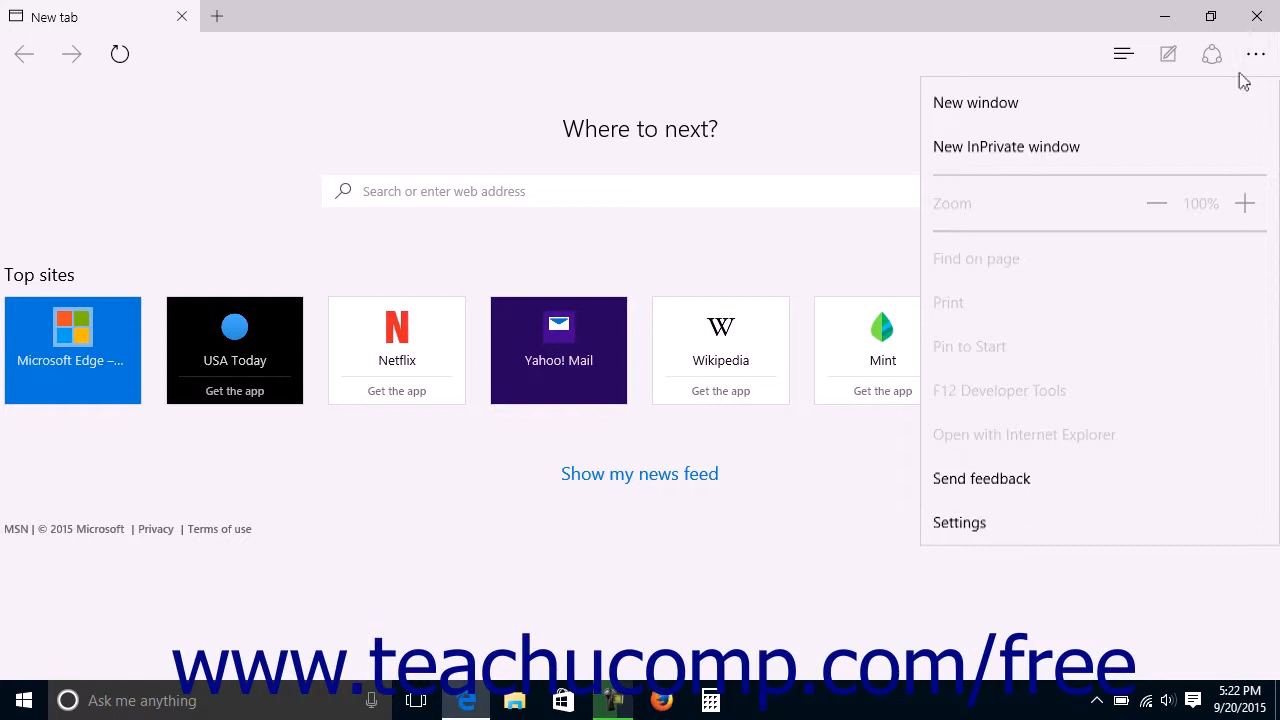 New tab
New window
New InPrivate window
Where to next?
Search or enter web address
Zoom
100%
Find on page
Print
Pin to Start
F12 Developer Tools
Open with Internet Explorer
Send feedback
Settings
Top sites
Microsoft Edge –...
USA Today
Get the app
Netflix
Get the app
Yahoo! Mail
W
Wikipedia
Get the app
Mint
Get the app
Show my news feed
MSN | © 2015 Microsoft | Privacy | Terms of use
www.teachucomp.com/free
Ask me anything
5:22 PM
9/20/2015